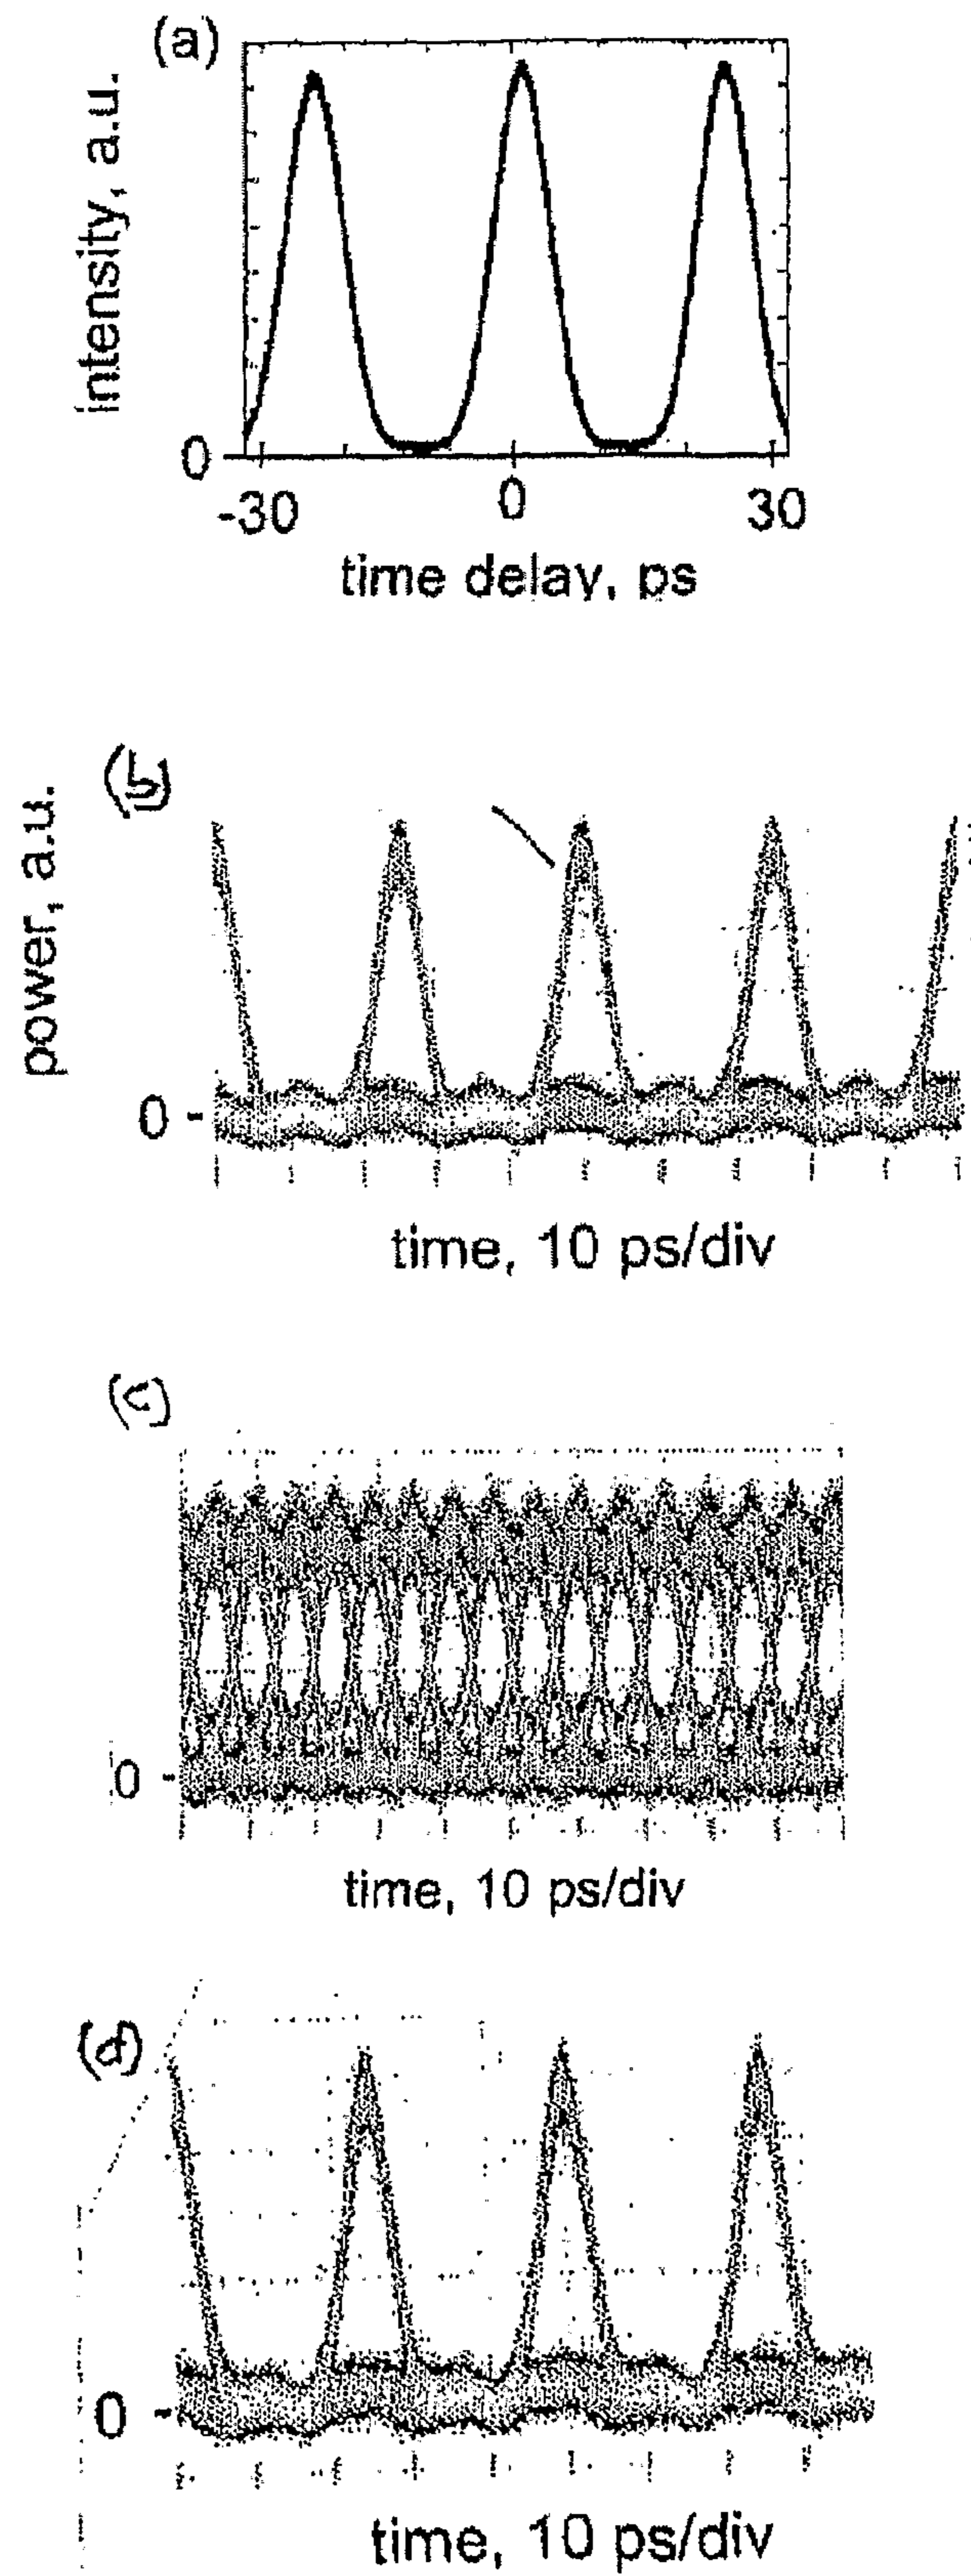 (a)
intensity, a.u.
0
-30 0 30
time delay, ps
(b)
power, a.u.
0
time, 10 ps/div
(c)
0
time, 10 ps/div
(d)
0
time, 10 ps/div